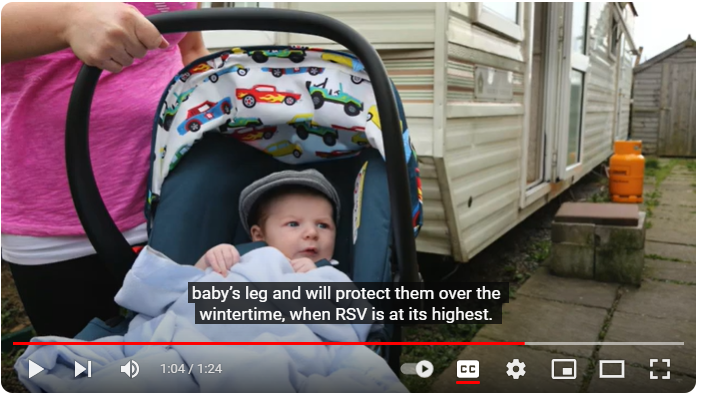 baby's leg and will protect them over the
wintertime, when RSV is at its highest.
1:04 / 1:24
CC